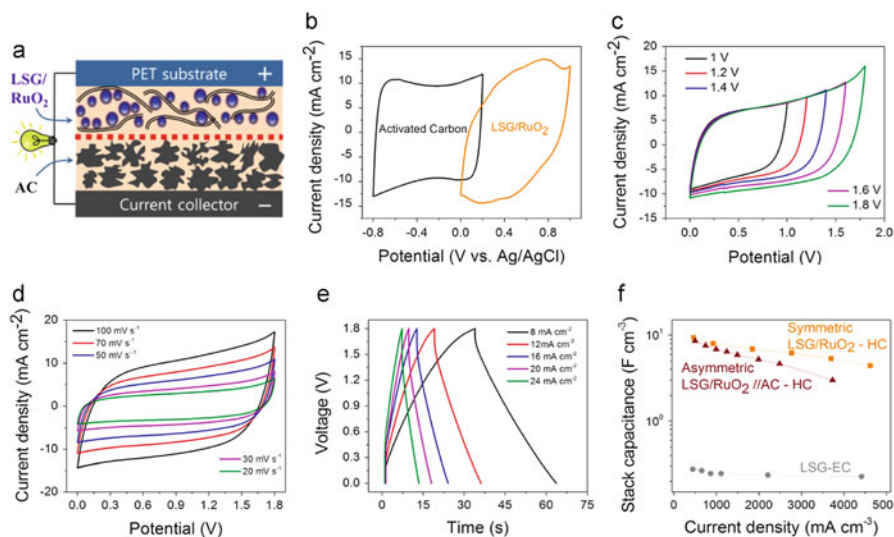 a
LSG/
RuO2
PET substrate +
AC
Current collector −
b
Current density (mA cm-2)
15
10
5
0
-5
-10
-15
Activated Carbon
LSG/RuO2
-0.8 -0.4 0.0 0.4 0.8
Potential (V vs. Ag/AgCl)
c
Current density (mA cm-2)
20
15
10
5
0
-5
-10
-15
1 V
1.2 V
1.4 V
1.6 V
1.8 V
0.0 0.5 1.0 1.5 2.0
Potential (V)
d
Current density (mA cm-2)
20
10
0
-10
-20
100 mV s-1
70 mV s-1
50 mV s-1
30 mV s-1
20 mV s-1
0.0 0.3 0.6 0.9 1.2 1.5 1.8
Potential (V)
e
Voltage (V)
1.8
1.5
1.2
0.9
0.6
0.3
0.0
8 mA cm-2
12mA cm-2
16 mA cm-2
20 mA cm-2
24 mA cm-2
0 15 30 45 60 75
Time (s)
f
Stack capacitance (F cm-3)
101
100
Symmetric
LSG/RuO2 - HC
Asymmetric
LSG/RuO2 //AC - HC
LSG-EC
0 1000 2000 3000 4000 500
Current density (mA cm-3)